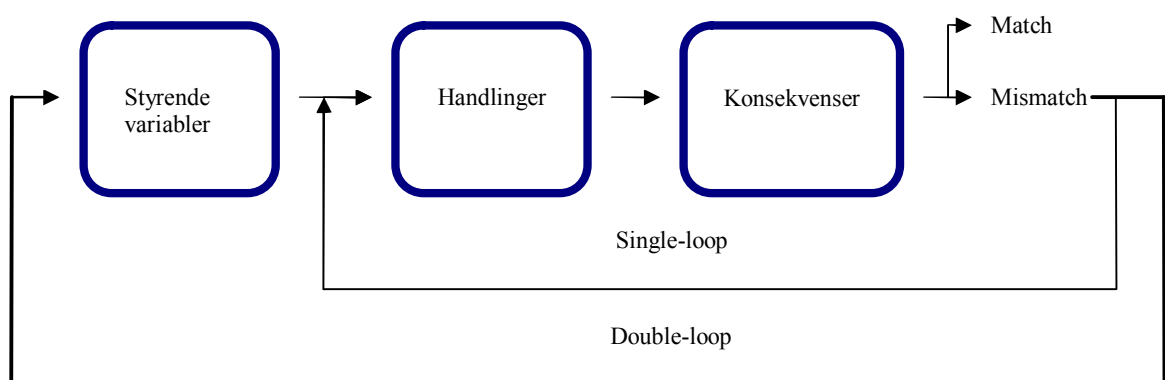 Styrende
variabler
Handlinger
Konsekvenser
Match
Mismatch
Single-loop
Double-loop